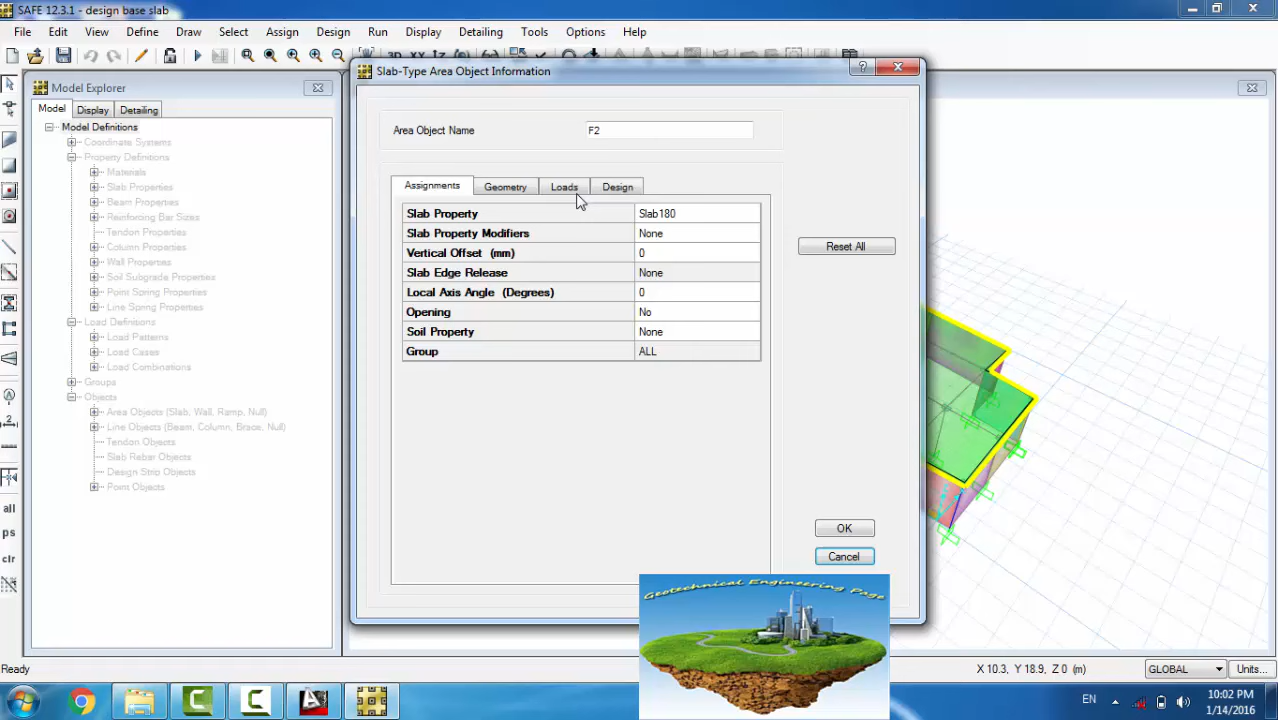 SAFE 12.3.1 - design base slab
File Edit View Define Draw Select Assign Design Run Display Detailing Tools Options Help
Model Explorer
Model Display Detailing
Model Definitions
Coordinate Systems
Property Definitions
Materials
Slab Properties
Beam Properties
Reinforcing Bar Sizes
Tendon Properties
Column Properties
Wall Properties
Soil Subgrade Properties
Point Spring Properties
Line Spring Properties
Load Definitions
Load Patterns
Load Cases
Load Combinations
Groups
Objects
Area Objects (Slab, Wall, Ramp, Null)
Line Objects (Beam, Column, Brace, Null)
Tendon Objects
Slab Rebar Objects
Design Strip Objects
Point Objects
all
ps
clr
Slab-Type Area Object Information
Area Object Name F2
Assignments Geometry Loads Design
Slab Property Slab180
Slab Property Modifiers None
Vertical Offset (mm) 0
Slab Edge Release None
Local Axis Angle (Degrees) 0
Opening No
Soil Property None
Group ALL
Reset All
OK
Cancel
Geotechnical Engineering Page
Ready X 10.3, Y 18.9, Z 0 (m) GLOBAL Units...
EN 10:02 PM
1/14/2016